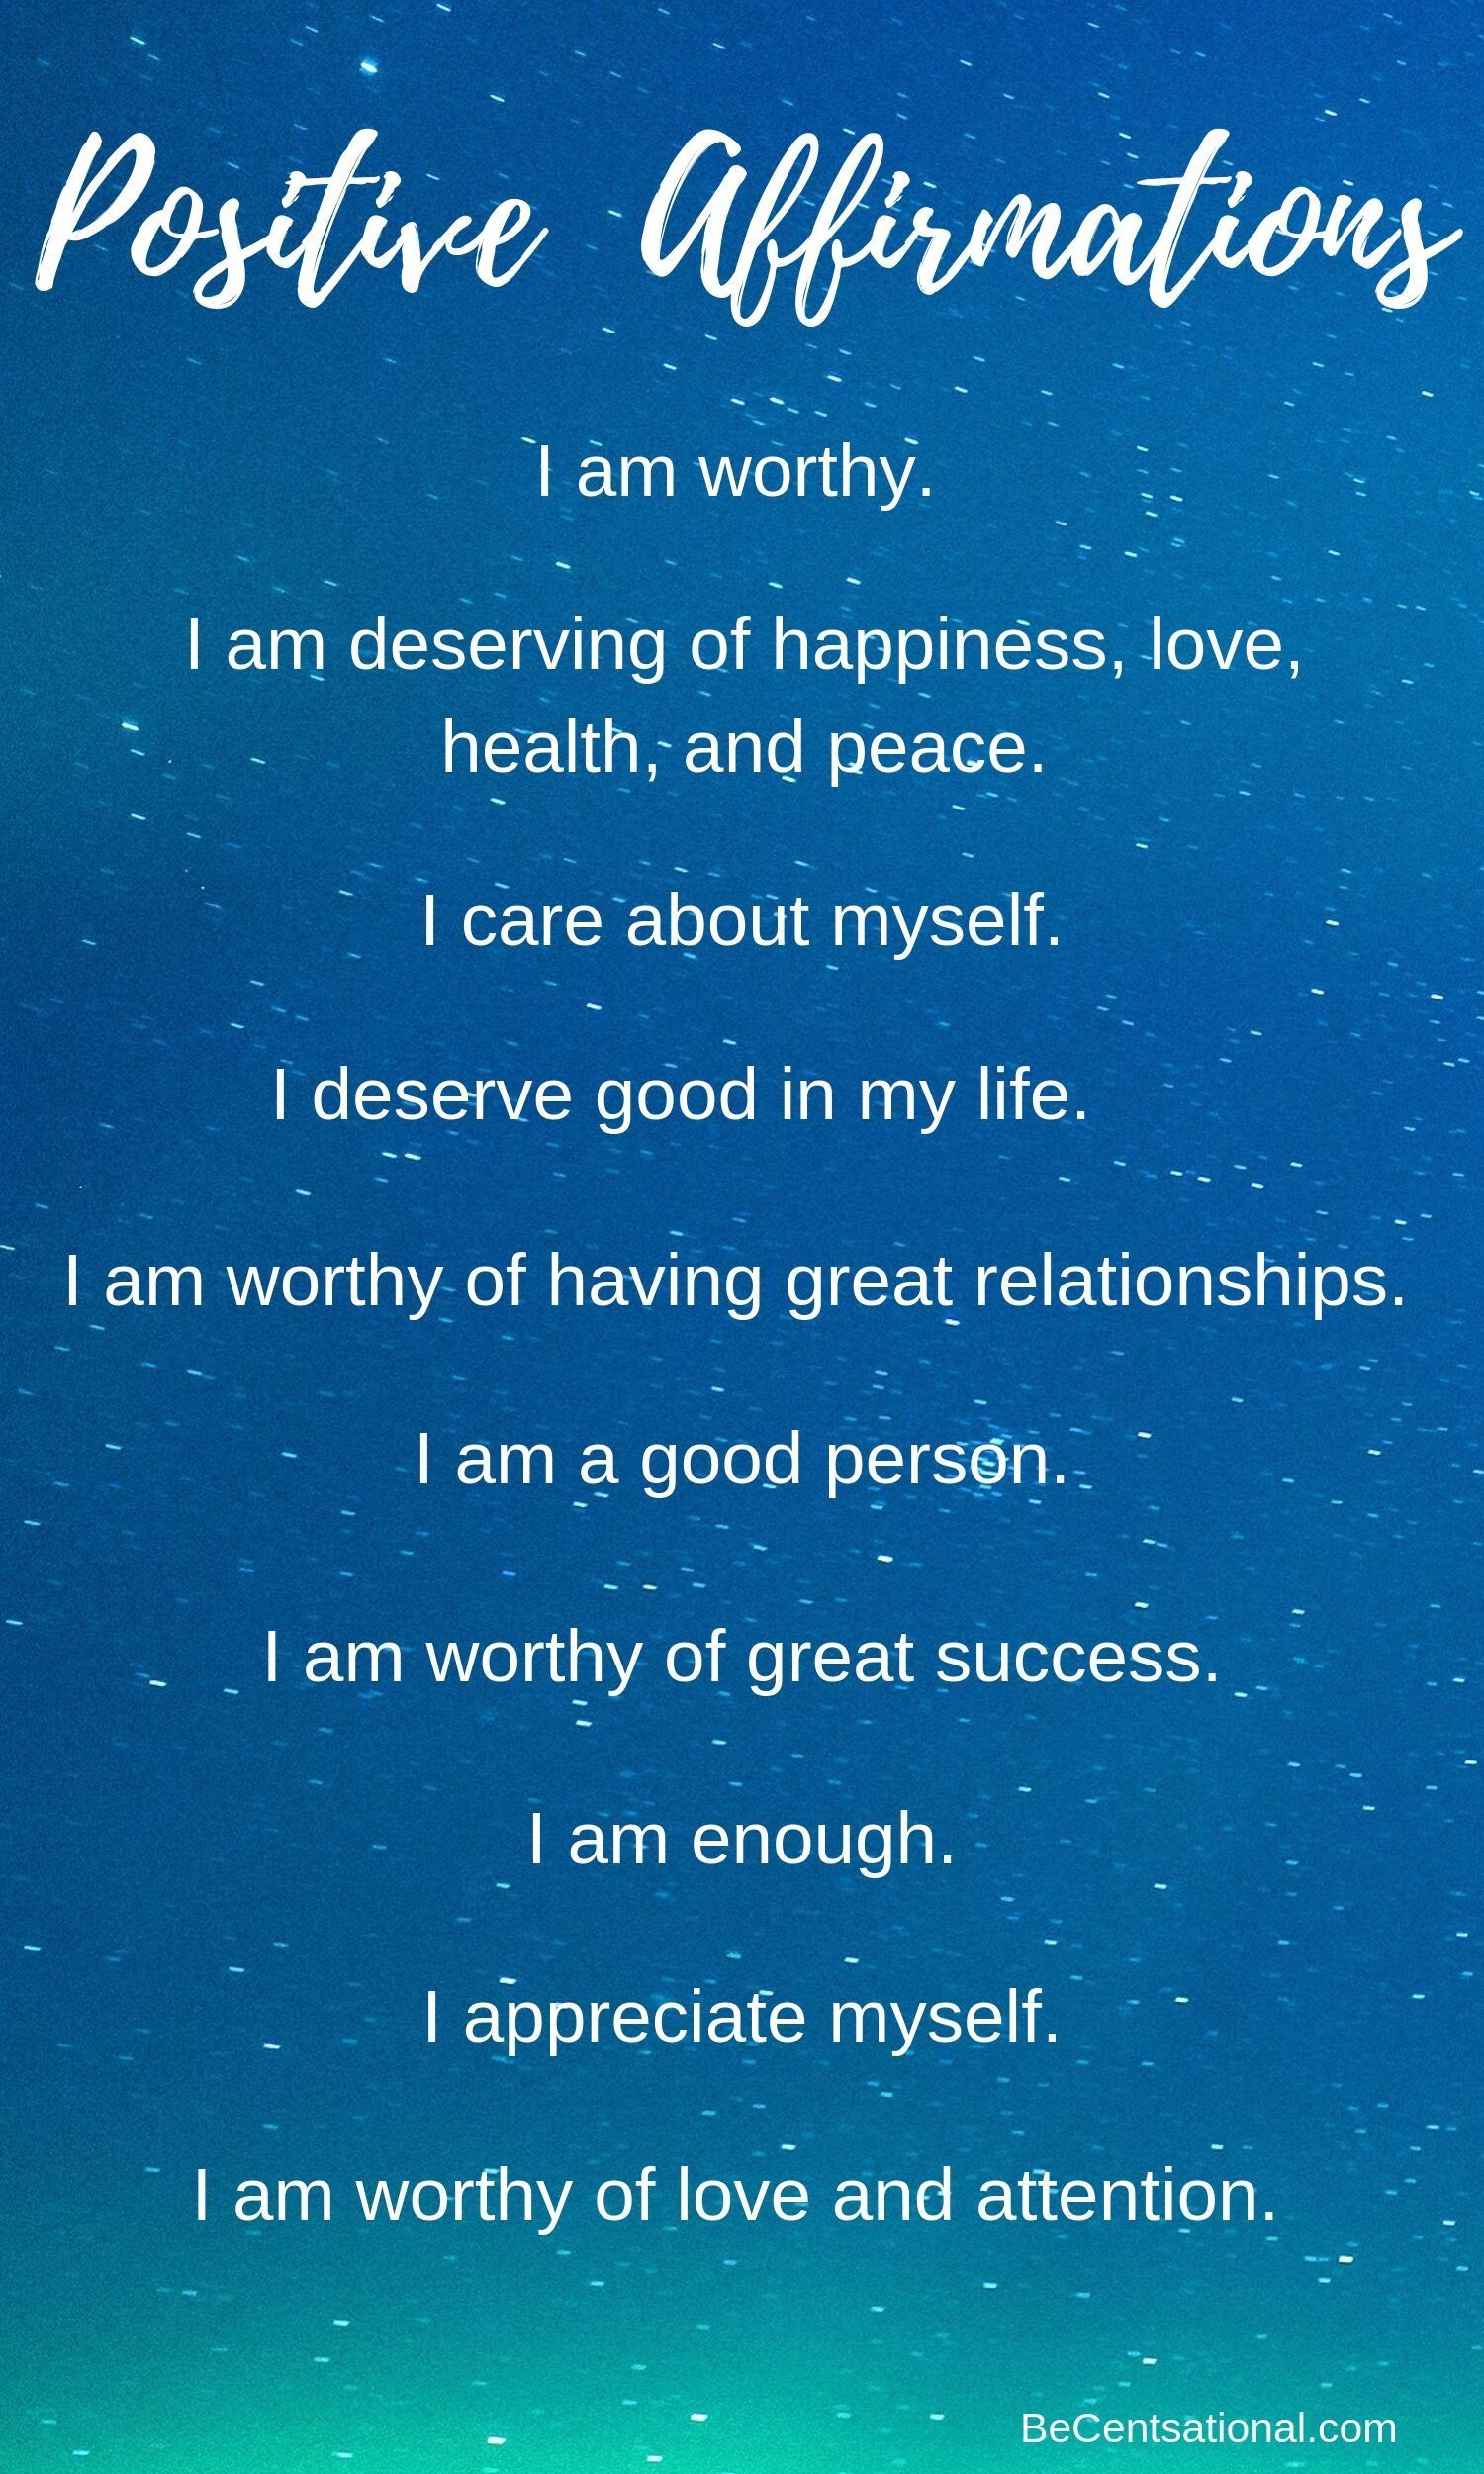 Positive Affirmations
I am worthy.
I am deserving of happiness, love,
health, and peace.
I care about myself.
I deserve good in my life.
I am worthy of having great relationships.
I am a good person.
I am worthy of great success.
I am enough.
I appreciate myself.
I am worthy of love and attention.
BeCentsational.com